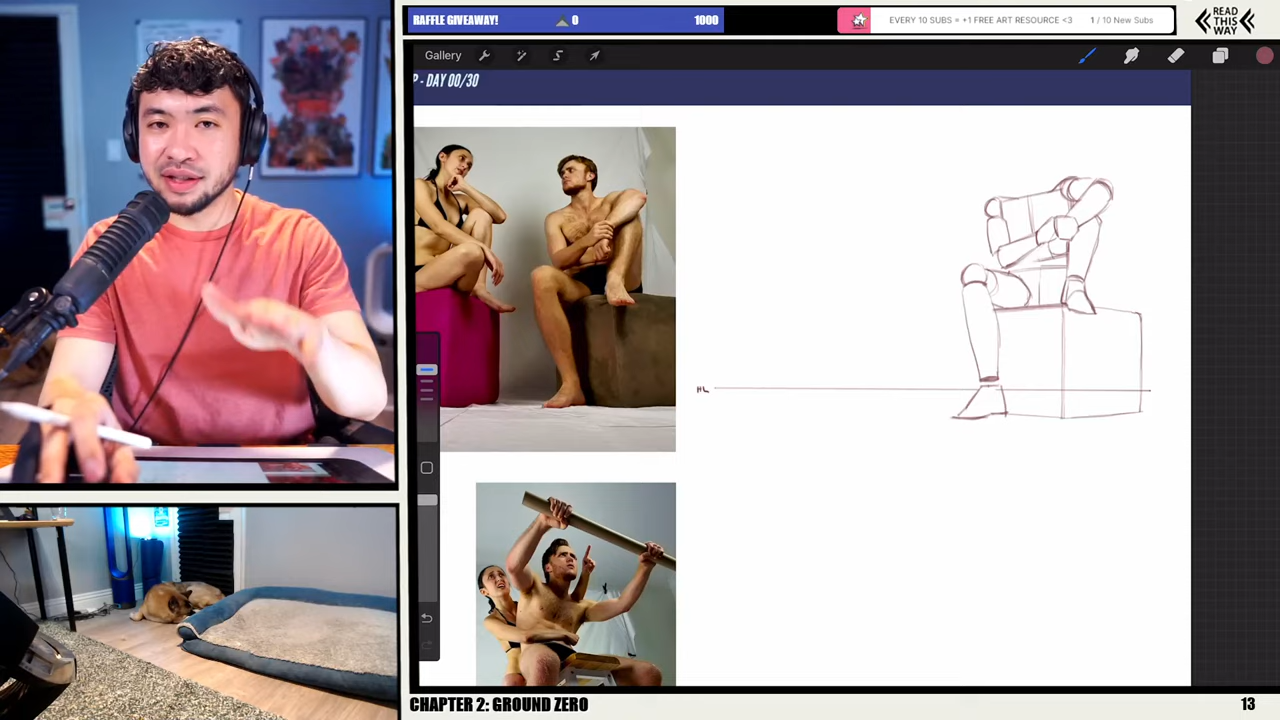 RAFFLE GIVEAWAY! 0 1000
EVERY 10 SUBS = +1 FREE ART RESOURCE <3 1 / 10 New Subs
READ
THIS
WAY
Gallery
P - DAY 00/30
HL
CHAPTER 2: GROUND ZERO 13